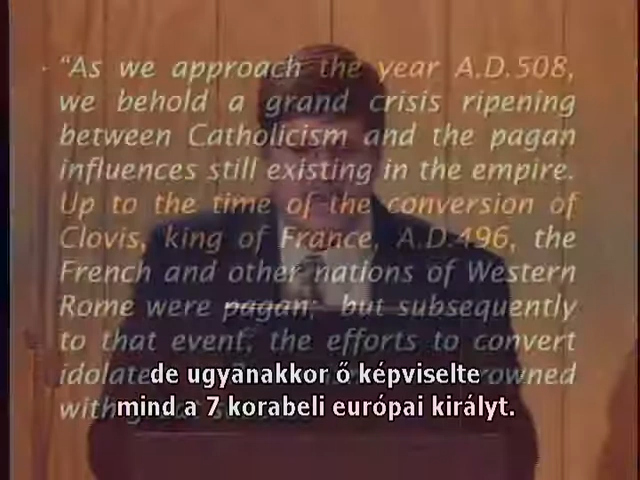 “As we approach the year A.D.508,
we behold a grand crisis ripening
between Catholicism and the pagan
influences still existing in the empire.
Up to the time of the conversion of
Clovis, king of France, A.D.496, the
French and other nations of Western
Rome were pagan; but subsequently
to that event, the efforts to convert
de ugyanakkor ő képviselte
mind a 7 korabeli európai királyt.